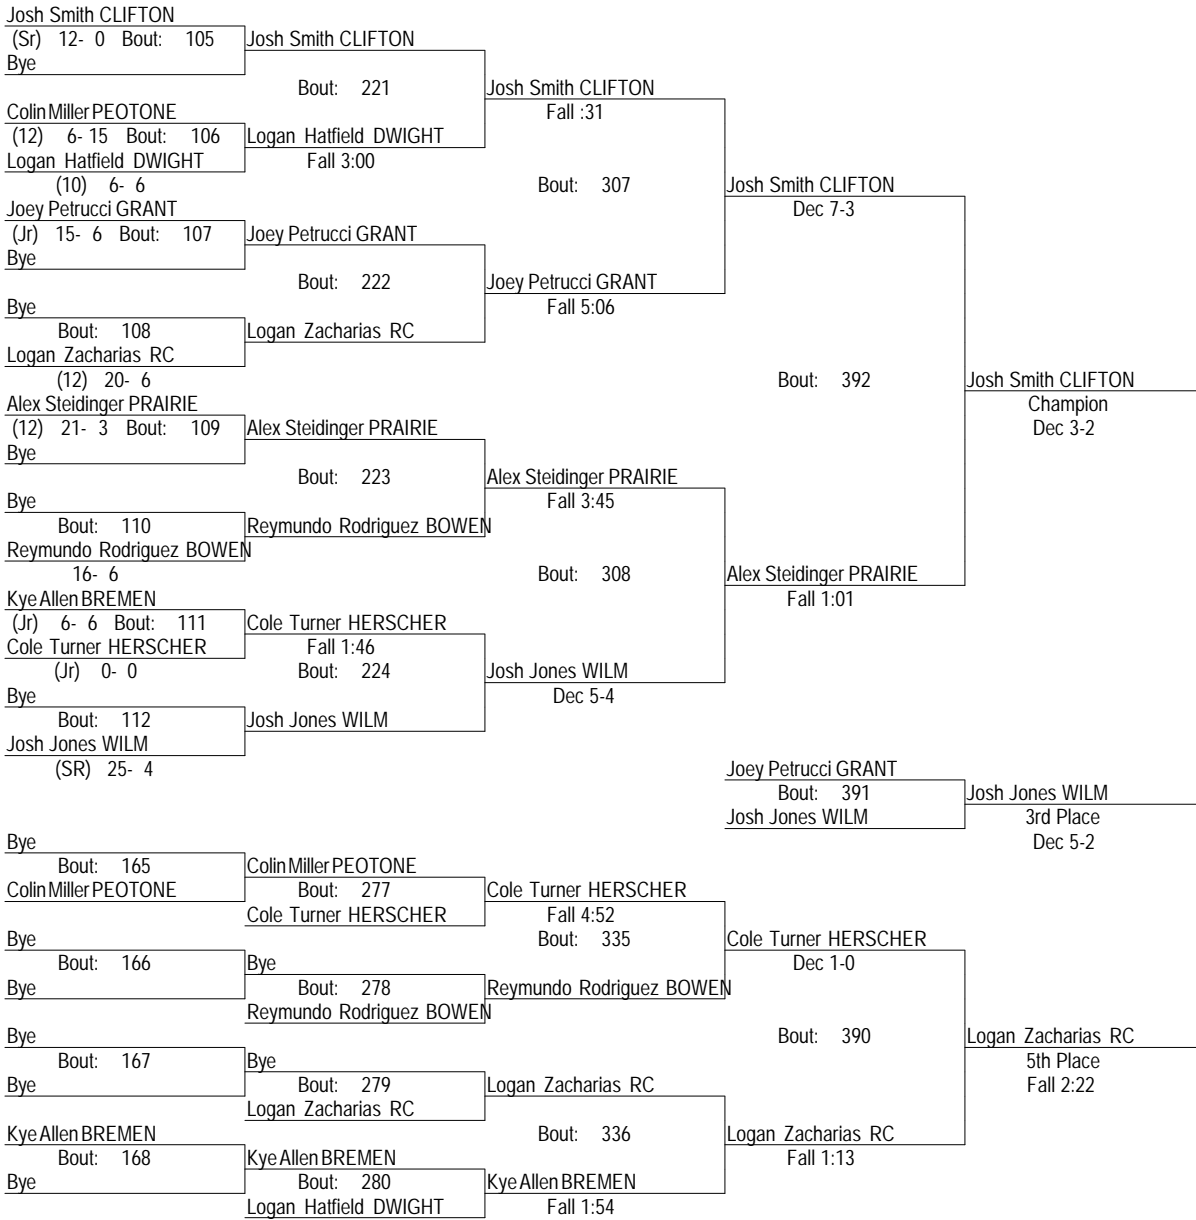 Josh Smith CLIFTON
(Sr) 12- 0 Bout: 105 Josh Smith CLIFTON
Bye
Bout: 221 Josh Smith CLIFTON
Colin Miller PEOTONE Fall :31
(12) 6- 15 Bout: 106 Logan Hatfield DWIGHT
Logan Hatfield DWIGHT Fall 3:00
(10) 6- 6 Bout: 307 Josh Smith CLIFTON
Joey Petrucci GRANT Dec 7-3
(Jr) 15- 6 Bout: 107 Joey Petrucci GRANT
Bye
Bout: 222 Joey Petrucci GRANT
Bye Fall 5:06
Bout: 108 Logan Zacharias RC
Logan Zacharias RC
(12) 20- 6 Bout: 392 Josh Smith CLIFTON
Alex Steidinger PRAIRIE Champion
(12) 21- 3 Bout: 109 Alex Steidinger PRAIRIE Dec 3-2
Bye
Bout: 223 Alex Steidinger PRAIRIE
Bye Fall 3:45
Bout: 110 Reymundo Rodriguez BOWEN
Reymundo Rodriguez BOWEN
16- 6 Bout: 308 Alex Steidinger PRAIRIE
Kye Allen BREMEN Fall 1:01
(Jr) 6- 6 Bout: 111 Cole Turner HERSCHER
Cole Turner HERSCHER Fall 1:46
(Jr) 0- 0 Bout: 224 Josh Jones WILM
Bye Dec 5-4
Bout: 112 Josh Jones WILM
Josh Jones WILM
(SR) 25- 4 Joey Petrucci GRANT
Bout: 391 Josh Jones WILM
Josh Jones WILM 3rd Place
Bye Dec 5-2
Bout: 165 Colin Miller PEOTONE
Colin Miller PEOTONE Bout: 277 Cole Turner HERSCHER
Cole Turner HERSCHER Fall 4:52
Bye Bout: 335 Cole Turner HERSCHER
Bout: 166 Bye Dec 1-0
Bye Bout: 278 Reymundo Rodriguez BOWEN
Reymundo Rodriguez BOWEN
Bye Bout: 390 Logan Zacharias RC
Bout: 167 Bye 5th Place
Bye Bout: 279 Logan Zacharias RC Fall 2:22
Logan Zacharias RC
Kye Allen BREMEN Bout: 336 Logan Zacharias RC
Bout: 168 Kye Allen BREMEN Fall 1:13
Bye Bout: 280 Kye Allen BREMEN
Logan Hatfield DWIGHT Fall 1:54